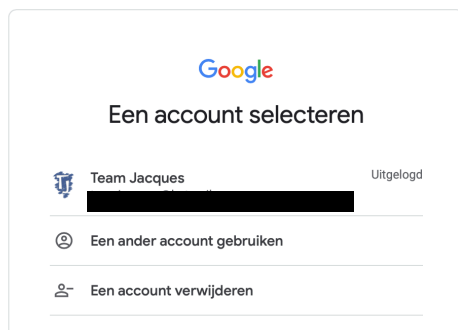 Google
Een account selecteren
Team Jacques
Uitgelogd
Een ander account gebruiken
Een account verwijderen